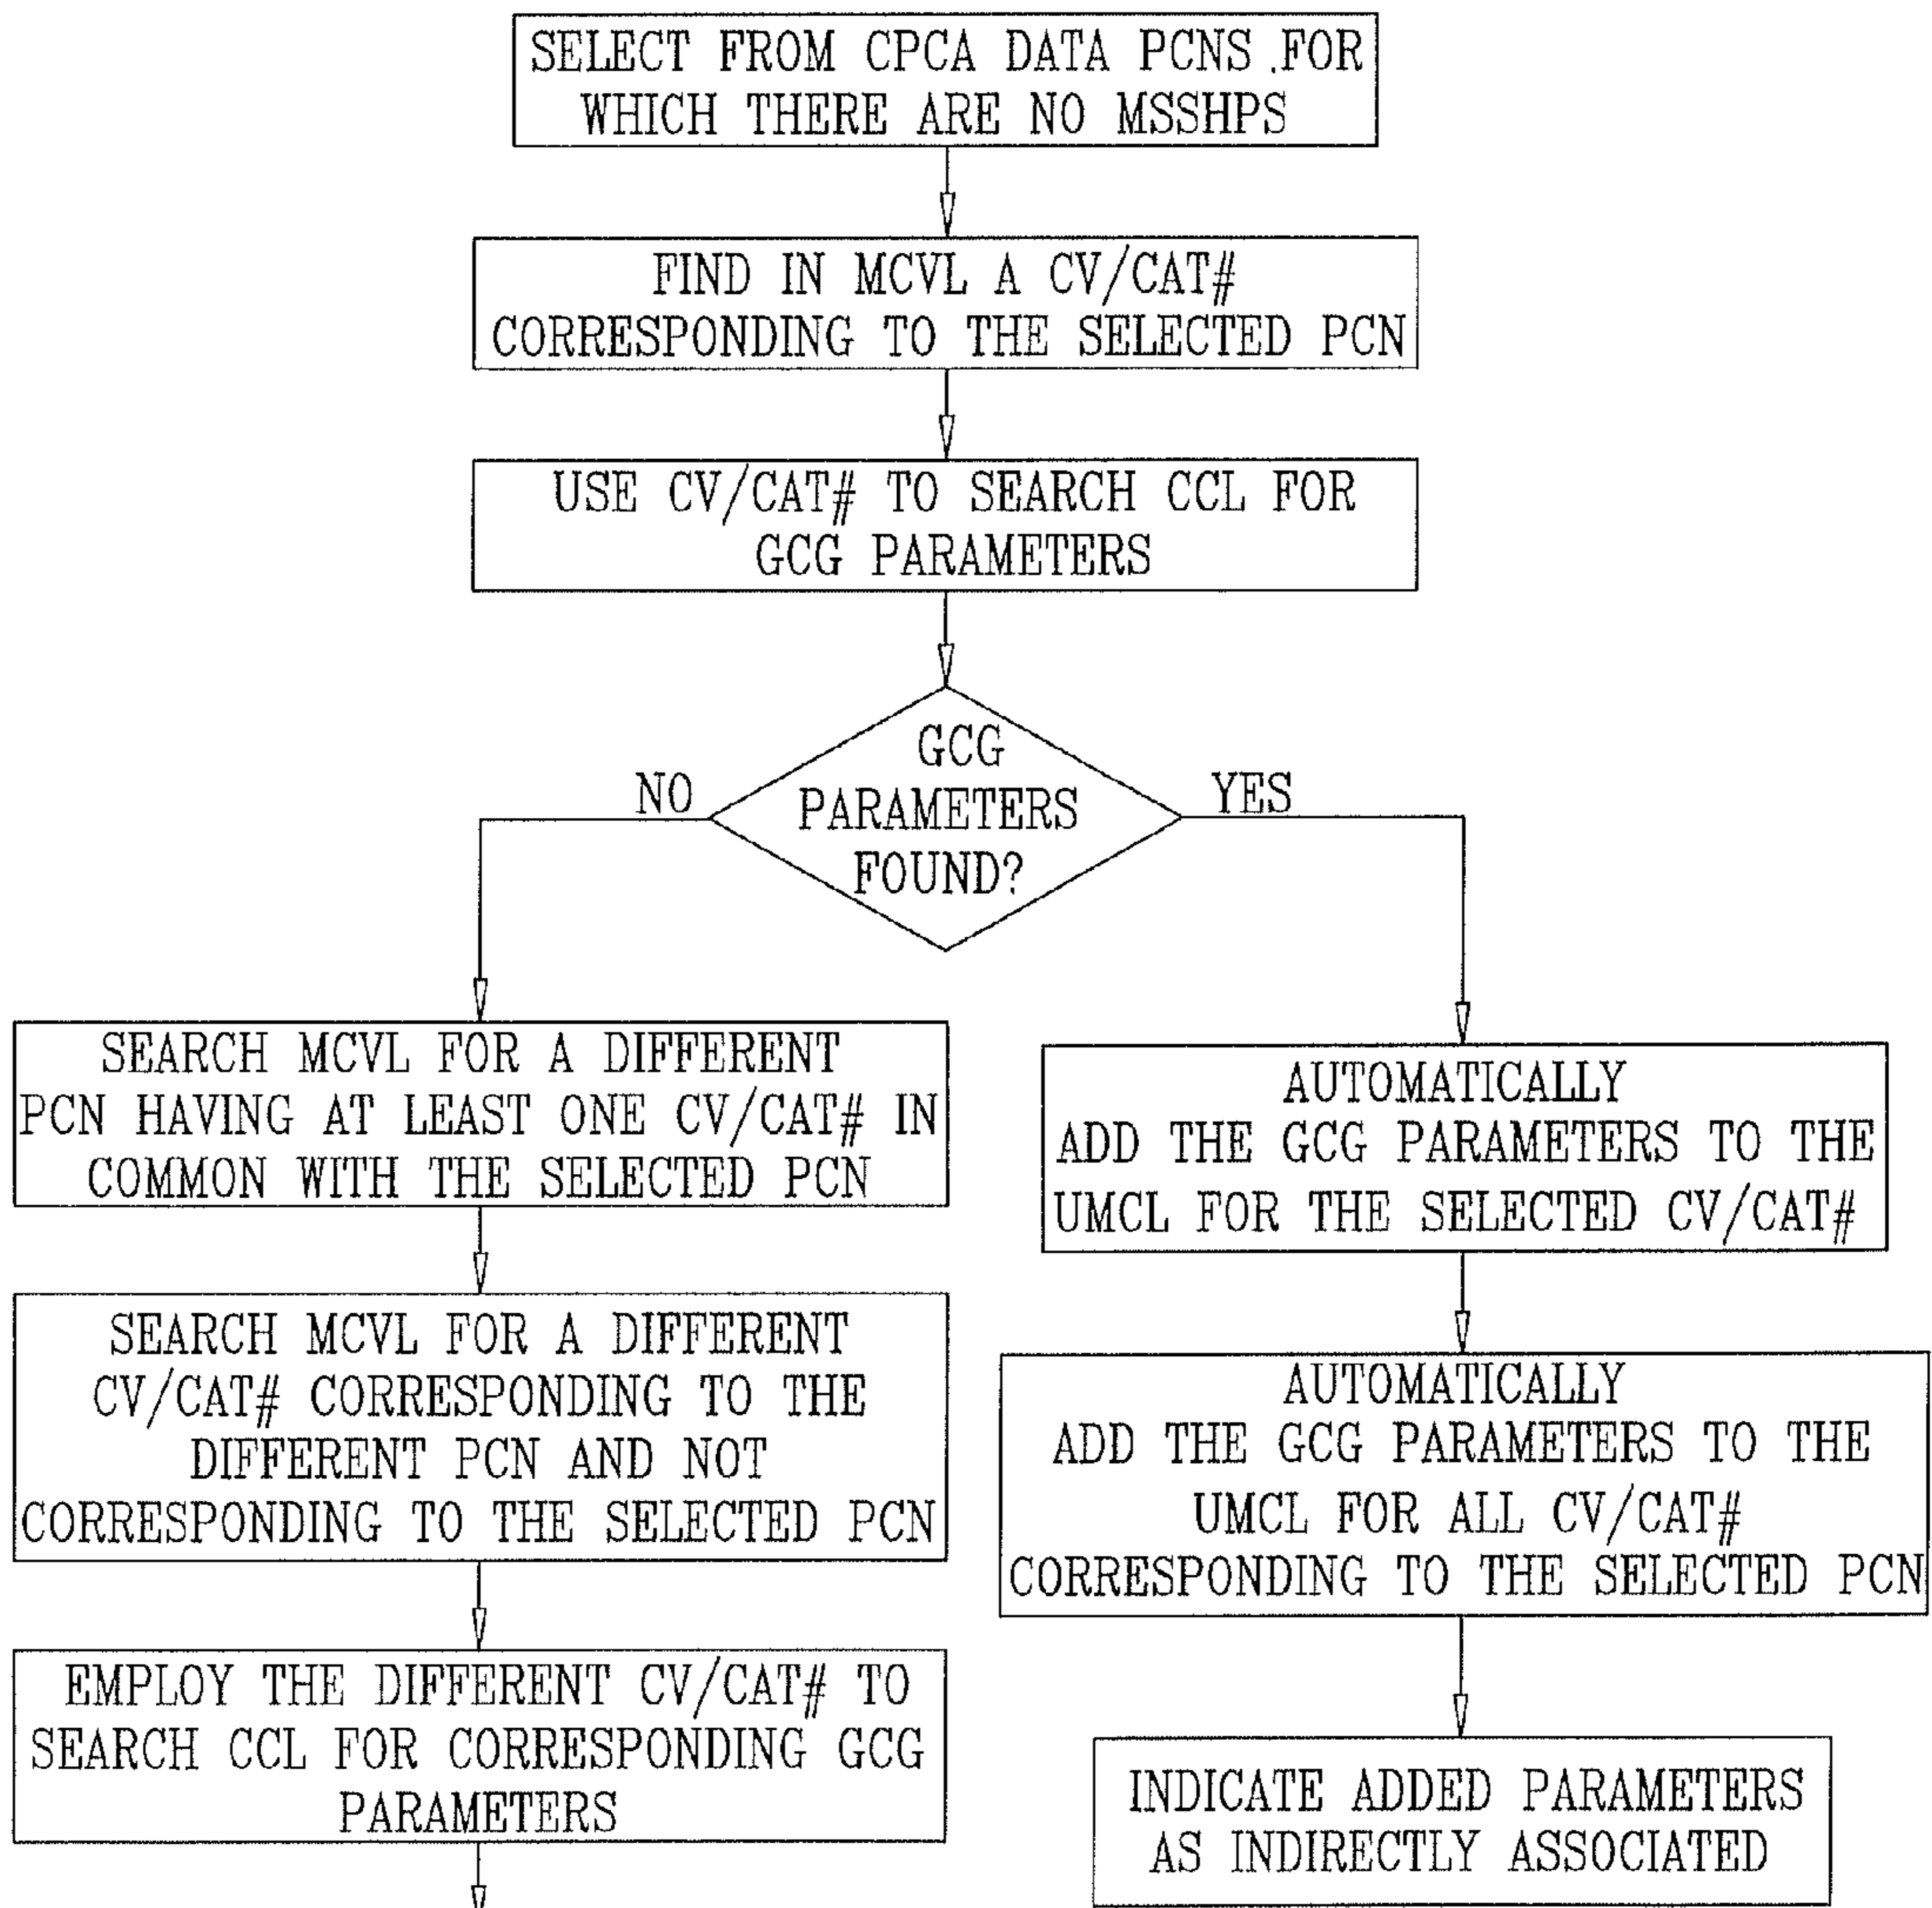 SELECT FROM CPCA DATA PCNS .FOR
WHICH THERE ARE NO MSSHPS
FIND IN MCVL A CV/CAT#
CORRESPONDING TO THE SELECTED PCN
USE CV/CAT# TO SEARCH CCL FOR
GCG PARAMETERS
GCG
PARAMETERS
FOUND?
NO
YES
SEARCH MCVL FOR A DIFFERENT
PCN HAVING AT LEAST ONE CV/CAT# IN
COMMON WITH THE SELECTED PCN
SEARCH MCVL FOR A DIFFERENT
CV/CAT# CORRESPONDING TO THE
DIFFERENT PCN AND NOT
CORRESPONDING TO THE SELECTED PCN
EMPLOY THE DIFFERENT CV/CAT# TO
SEARCH CCL FOR CORRESPONDING GCG
PARAMETERS
AUTOMATICALLY
ADD THE GCG PARAMETERS TO THE
UMCL FOR THE SELECTED CV/CAT#
AUTOMATICALLY
ADD THE GCG PARAMETERS TO THE
UMCL FOR ALL CV/CAT#
CORRESPONDING TO THE SELECTED PCN
INDICATE ADDED PARAMETERS
AS INDIRECTLY ASSOCIATED